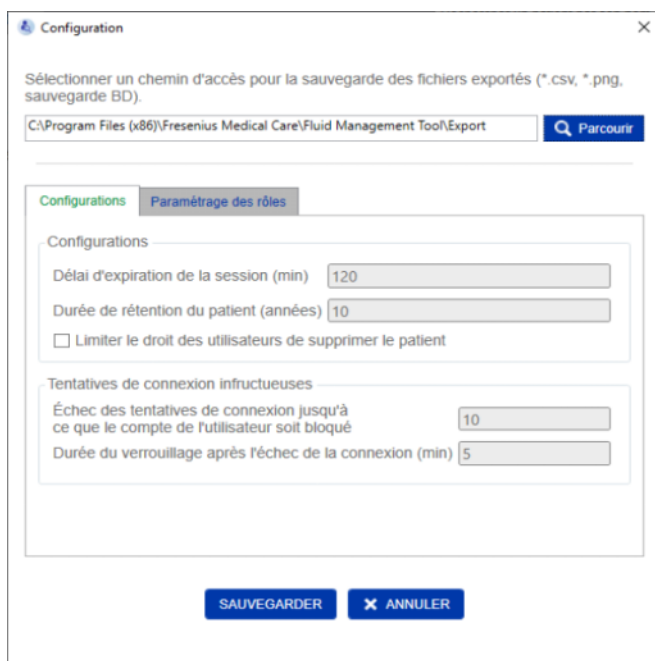 Configuration
Sélectionner un chemin d'accès pour la sauvegarde des fichiers exportés (*.csv, *.png,
sauvegarde BD).
C:\Program Files (x86)\Fresenius Medical Care\Fluid Management Tool\Export
Parcourir
Configurations
Paramétrage des rôles
Configurations
Délai d'expiration de la session (min)
120
Durée de rétention du patient (années)
10
Limiter le droit des utilisateurs de supprimer le patient
Tentatives de connexion infructueuses
Échec des tentatives de connexion jusqu'à
ce que le compte de l'utilisateur soit bloqué
10
Durée du verrouillage après l'échec de la connexion (min)
5
SAUVEGARDER
ANNULER